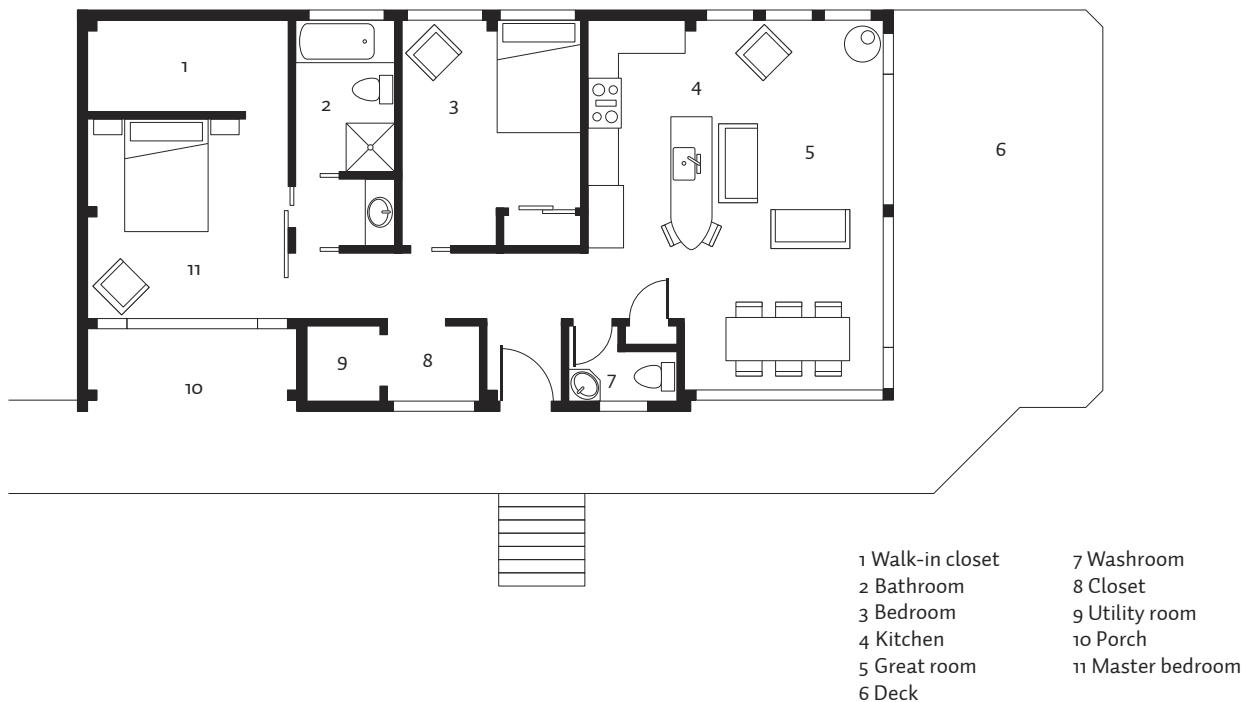 1
2
3
4
5
6
11
10
9
8
7
1 Walk-in closet
2 Bathroom
3 Bedroom
4 Kitchen
5 Great room
6 Deck
7 Washroom
8 Closet
9 Utility room
10 Porch
11 Master bedroom